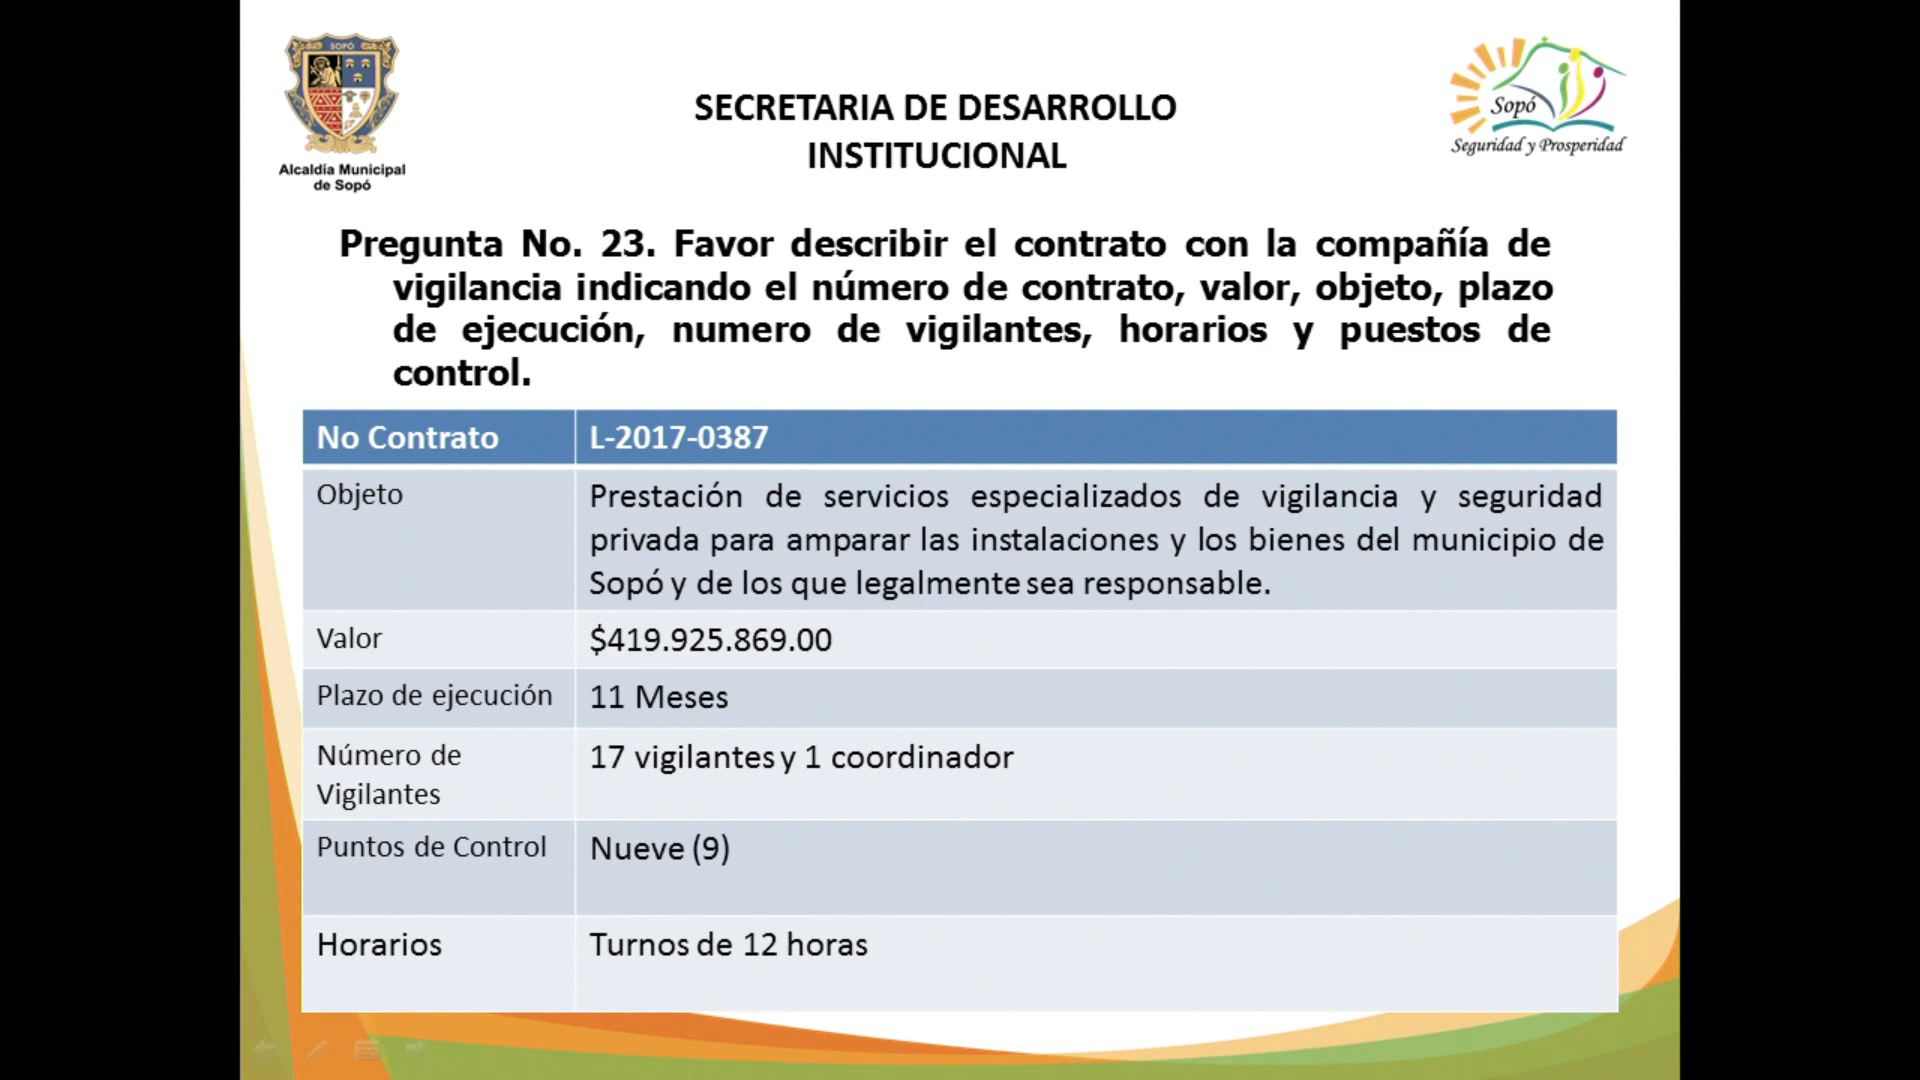 SOPÓ
Alcaldía Municipal
de Sopó
SECRETARIA DE DESARROLLO
INSTITUCIONAL
Sopó
Seguridad y Prosperidad
Pregunta No. 23. Favor describir el contrato con la compañía de
vigilancia indicando el número de contrato, valor, objeto, plazo
de ejecución, numero de vigilantes, horarios y puestos de
control.
No Contrato L-2017-0387
Objeto Prestación de servicios especializados de vigilancia y seguridad
privada para amparar las instalaciones y los bienes del municipio de
Sopó y de los que legalmente sea responsable.
Valor $419.925.869.00
Plazo de ejecución 11 Meses
Número de 17 vigilantes y 1 coordinador
Vigilantes
Puntos de Control Nueve (9)
Horarios Turnos de 12 horas